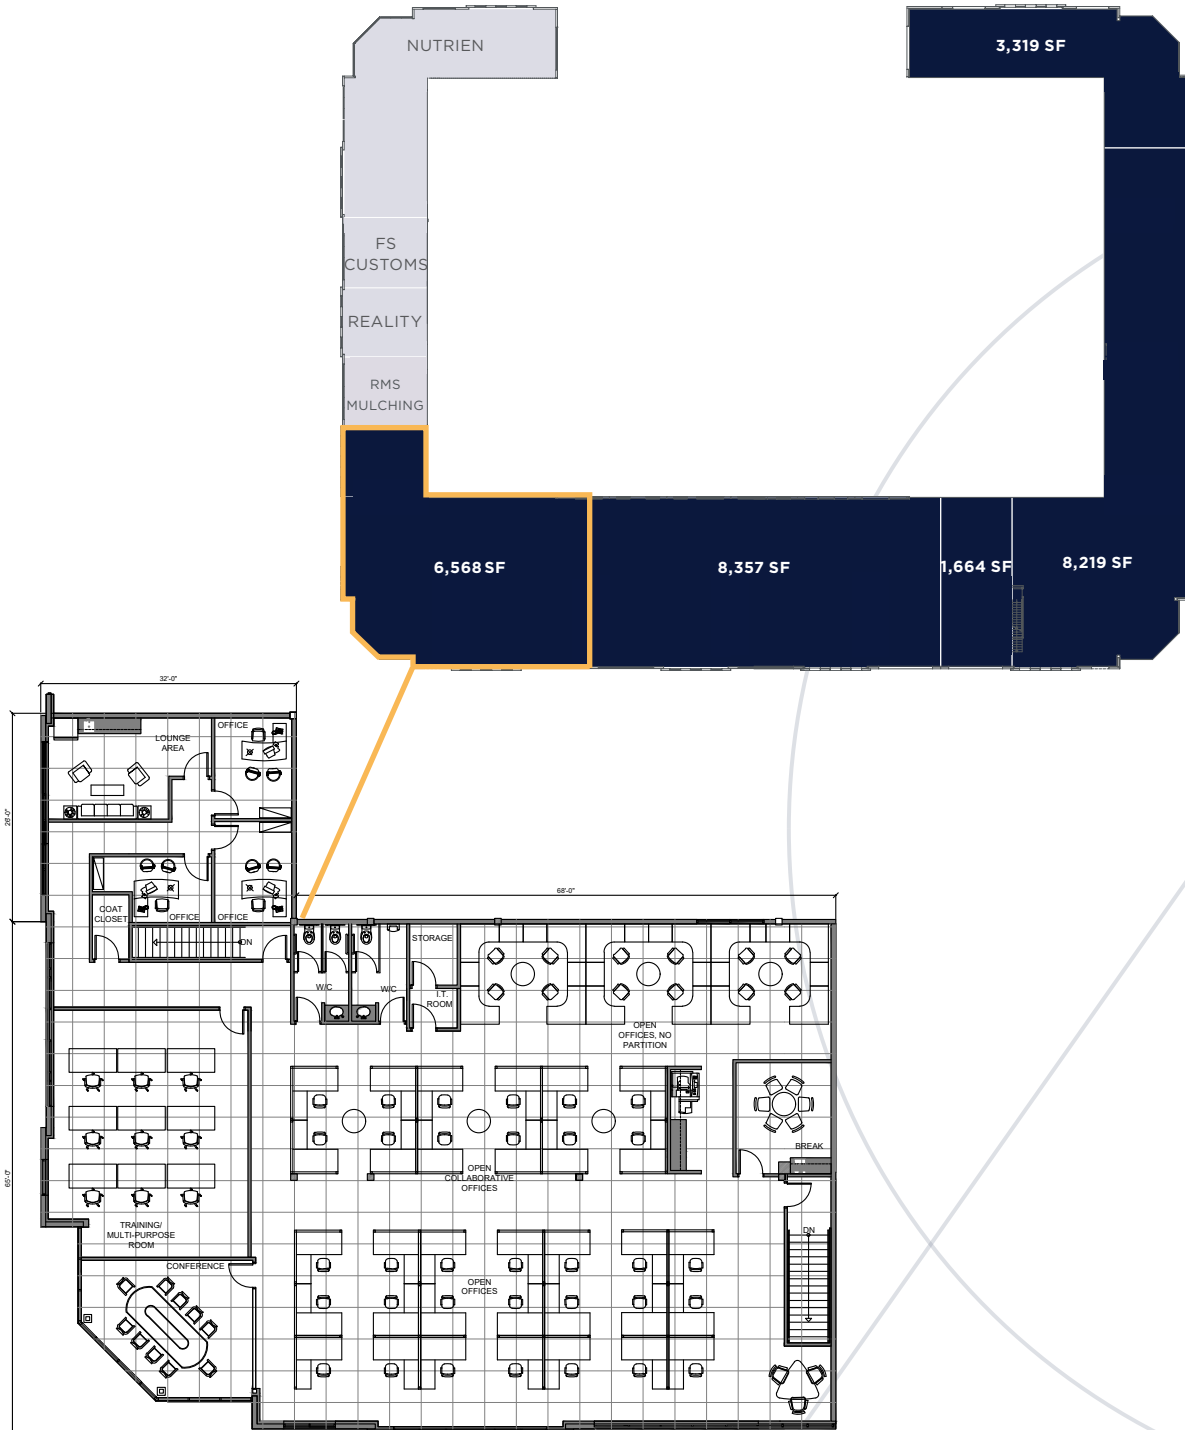 NUTRIEN
3,319 SF
FS
CUSTOMS
REALITY
RMS
MULCHING
6,568 SF
8,357 SF
1,664 SF
8,219 SF
32'-0"
26'-0"
LOUNGE
AREA
OFFICE
COAT
CLOSET
OFFICE
OFFICE
DN
68'-0"
W/C
W/C
STORAGE
I.T.
ROOM
OPEN
OFFICES, NO
PARTITION
65'-0"
BREAK
OPEN
COLLABORATIVE
OFFICES
TRAINING/
MULTI-PURPOSE
ROOM
DN
CONFERENCE
OPEN
OFFICES